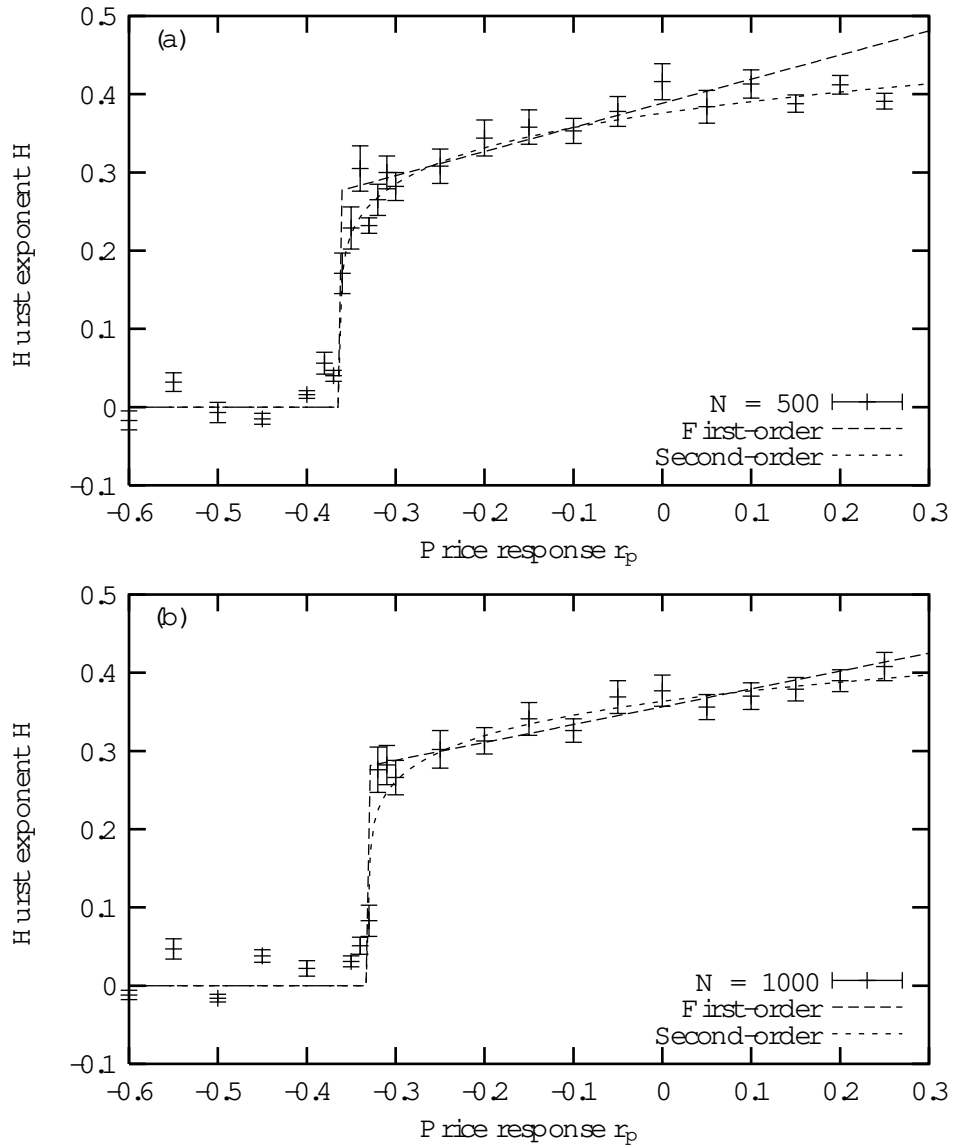 (a)
Hurst exponent H
0.5
0.4
0.3
0.2
0.1
0
-0.1
N = 500
First-order
Second-order
-0.6 -0.5 -0.4 -0.3 -0.2 -0.1 0 0.1 0.2 0.3
Price response rp
(b)
Hurst exponent H
0.5
0.4
0.3
0.2
0.1
0
-0.1
N = 1000
First-order
Second-order
-0.6 -0.5 -0.4 -0.3 -0.2 -0.1 0 0.1 0.2 0.3
Price response rp